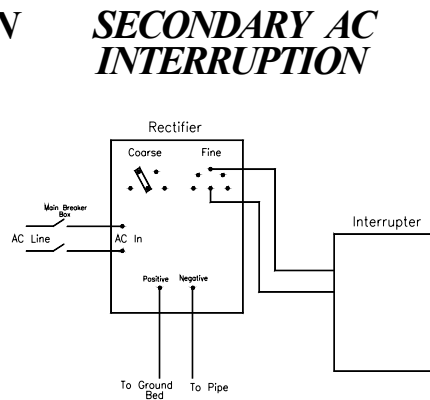 N
SECONDARY AC
INTERRUPTION
Rectifier
Coarse
Fine
Main Breaker
Box
AC Line
AC In
Interrupter
Positive
Negative
To Ground
Bed
To Pipe